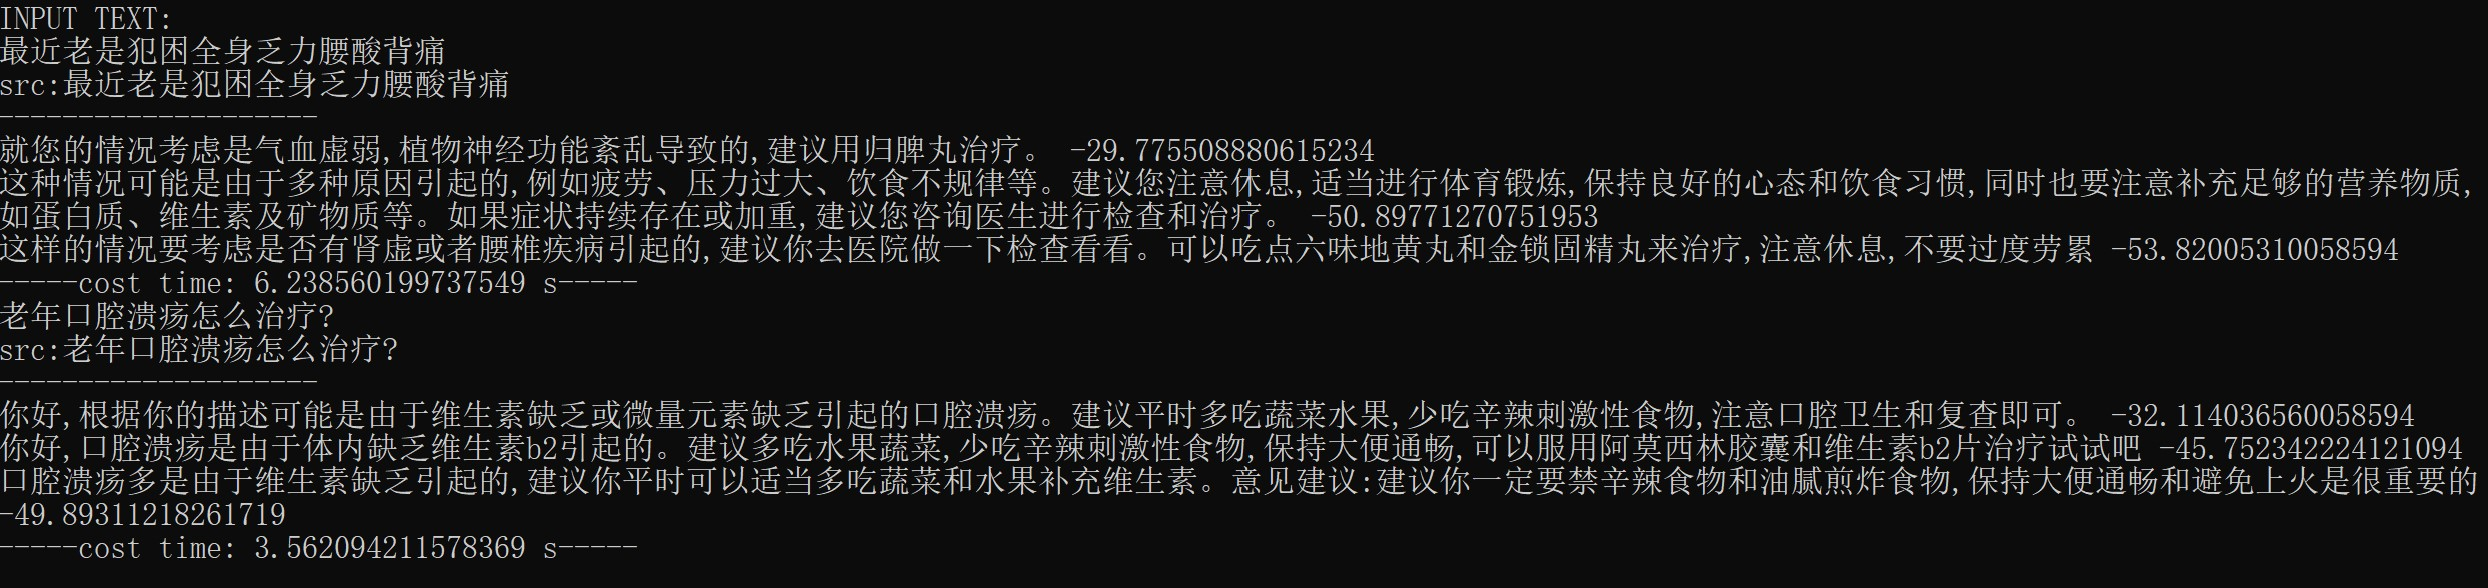 INPUT TEXT:
最近老是犯困全身乏力腰酸背痛
src:最近老是犯困全身乏力腰酸背痛
--------------------
就您的情况考虑是气血虚弱,植物神经功能紊乱导致的,建议用归脾丸治疗。 -29.775508880615234
这种情况可能是由于多种原因引起的,例如疲劳、压力过大、饮食不规律等。建议您注意休息,适当进行体育锻炼,保持良好的心态和饮食习惯,同时也要注意补充足够的营养物质,
如蛋白质、维生素及矿物质等。如果症状持续存在或加重,建议您咨询医生进行检查和治疗。 -50.89771270751953
这样的情况要考虑是否有肾虚或者腰椎疾病引起的,建议你去医院做一下检查看看。可以吃点六味地黄丸和金锁固精丸来治疗,注意休息,不要过度劳累 -53.82005310058594
-----cost time: 6.238560199737549 s-----
老年口腔溃疡怎么治疗?
src:老年口腔溃疡怎么治疗?
--------------------
你好,根据你的描述可能是由于维生素缺乏或微量元素缺乏引起的口腔溃疡。建议平时多吃蔬菜水果,少吃辛辣刺激性食物,注意口腔卫生和复查即可。 -32.114036560058594
你好,口腔溃疡是由于体内缺乏维生素b2引起的。建议多吃水果蔬菜,少吃辛辣刺激性食物,保持大便通畅,可以服用阿莫西林胶囊和维生素b2片治疗试试吧 -45.752342224121094
口腔溃疡多是由于维生素缺乏引起的,建议你平时可以适当多吃蔬菜和水果补充维生素。意见建议:建议你一定要禁辛辣食物和油腻煎炸食物,保持大便通畅和避免上火是很重要的
-49.89311218261719
-----cost time: 3.562094211578369 s-----